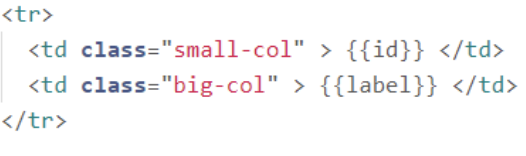 <tr>
<td class="small-col" > {{id}} </td>
<td class="big-col" > {{label}} </td>
</tr>